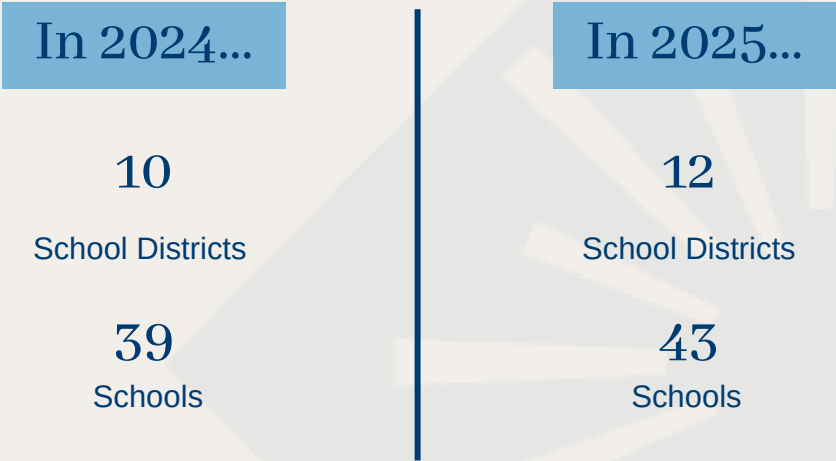 In 2024...
10
School Districts
39
Schools
In 2025...
12
School Districts
43
Schools